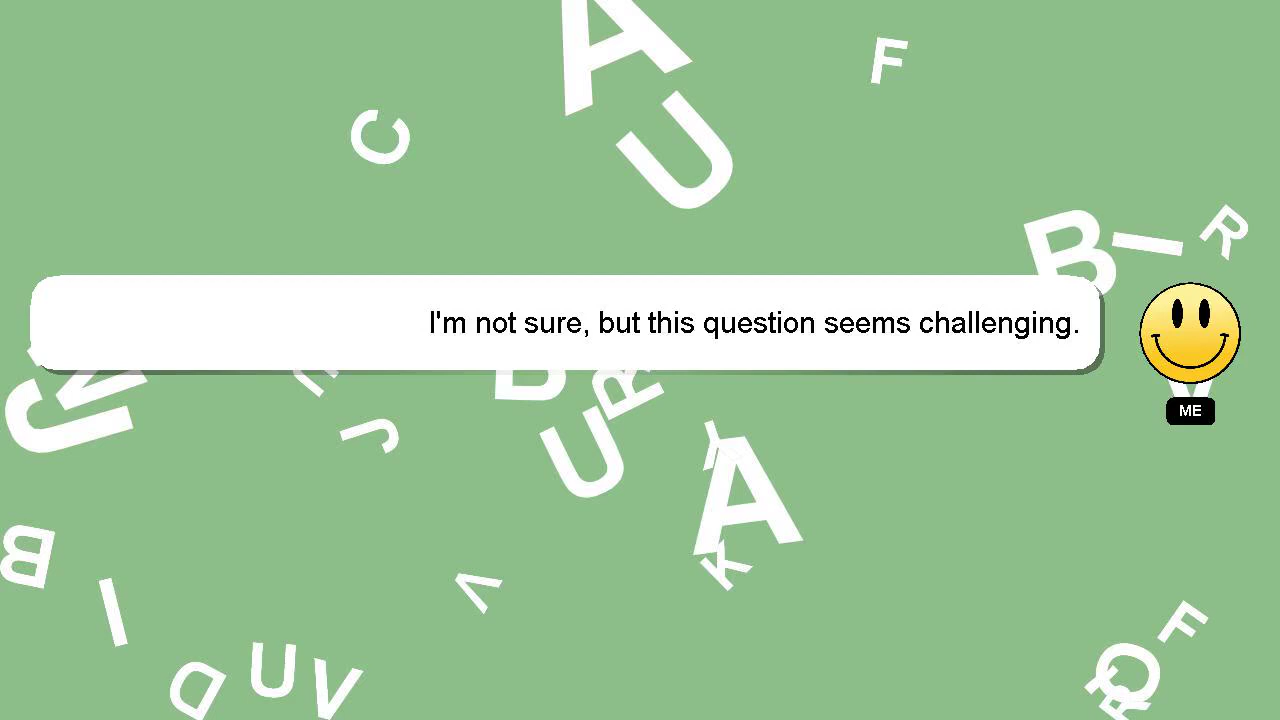 A
F
C
U
B
I
R
I'm not sure, but this question seems challenging.
ME
J
U
R
A
K
B
I
V
D
U
V
F
Q